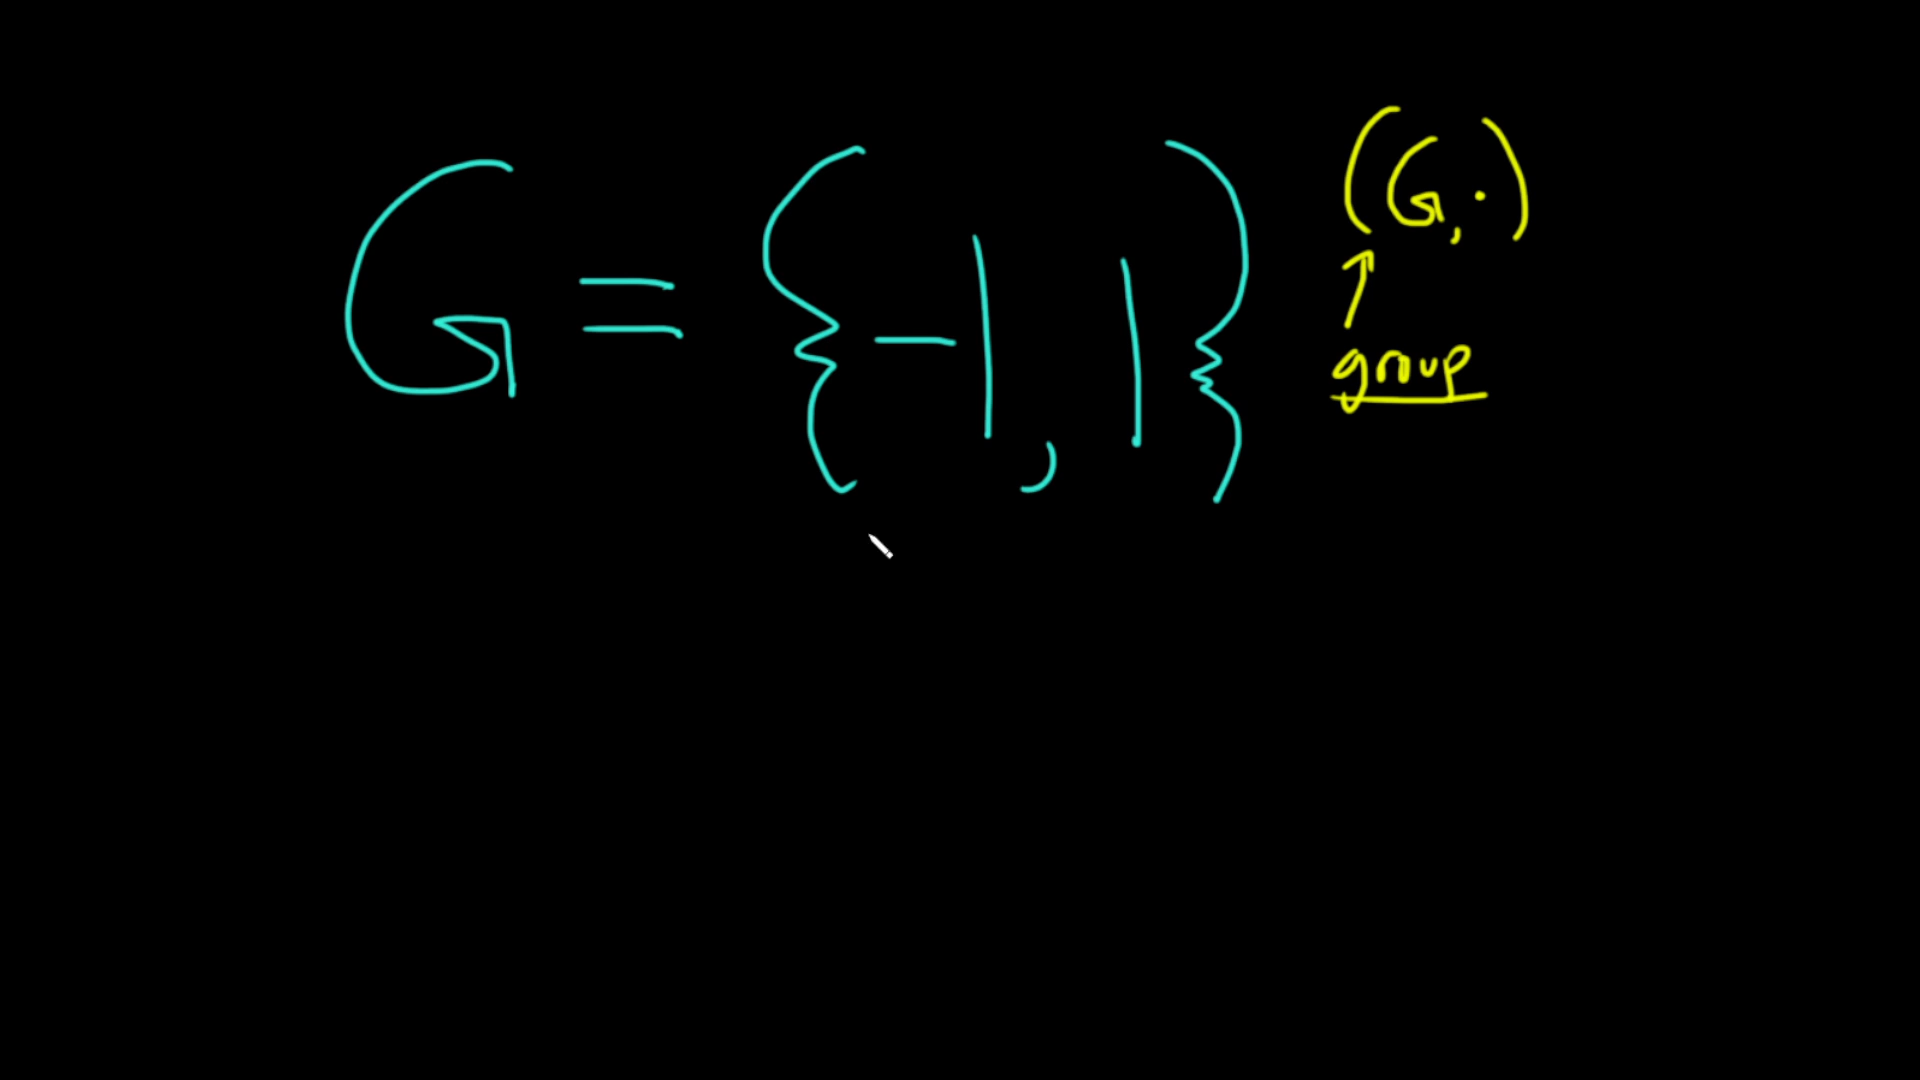 G = {-1, 1}
(G, ·)
↑
group